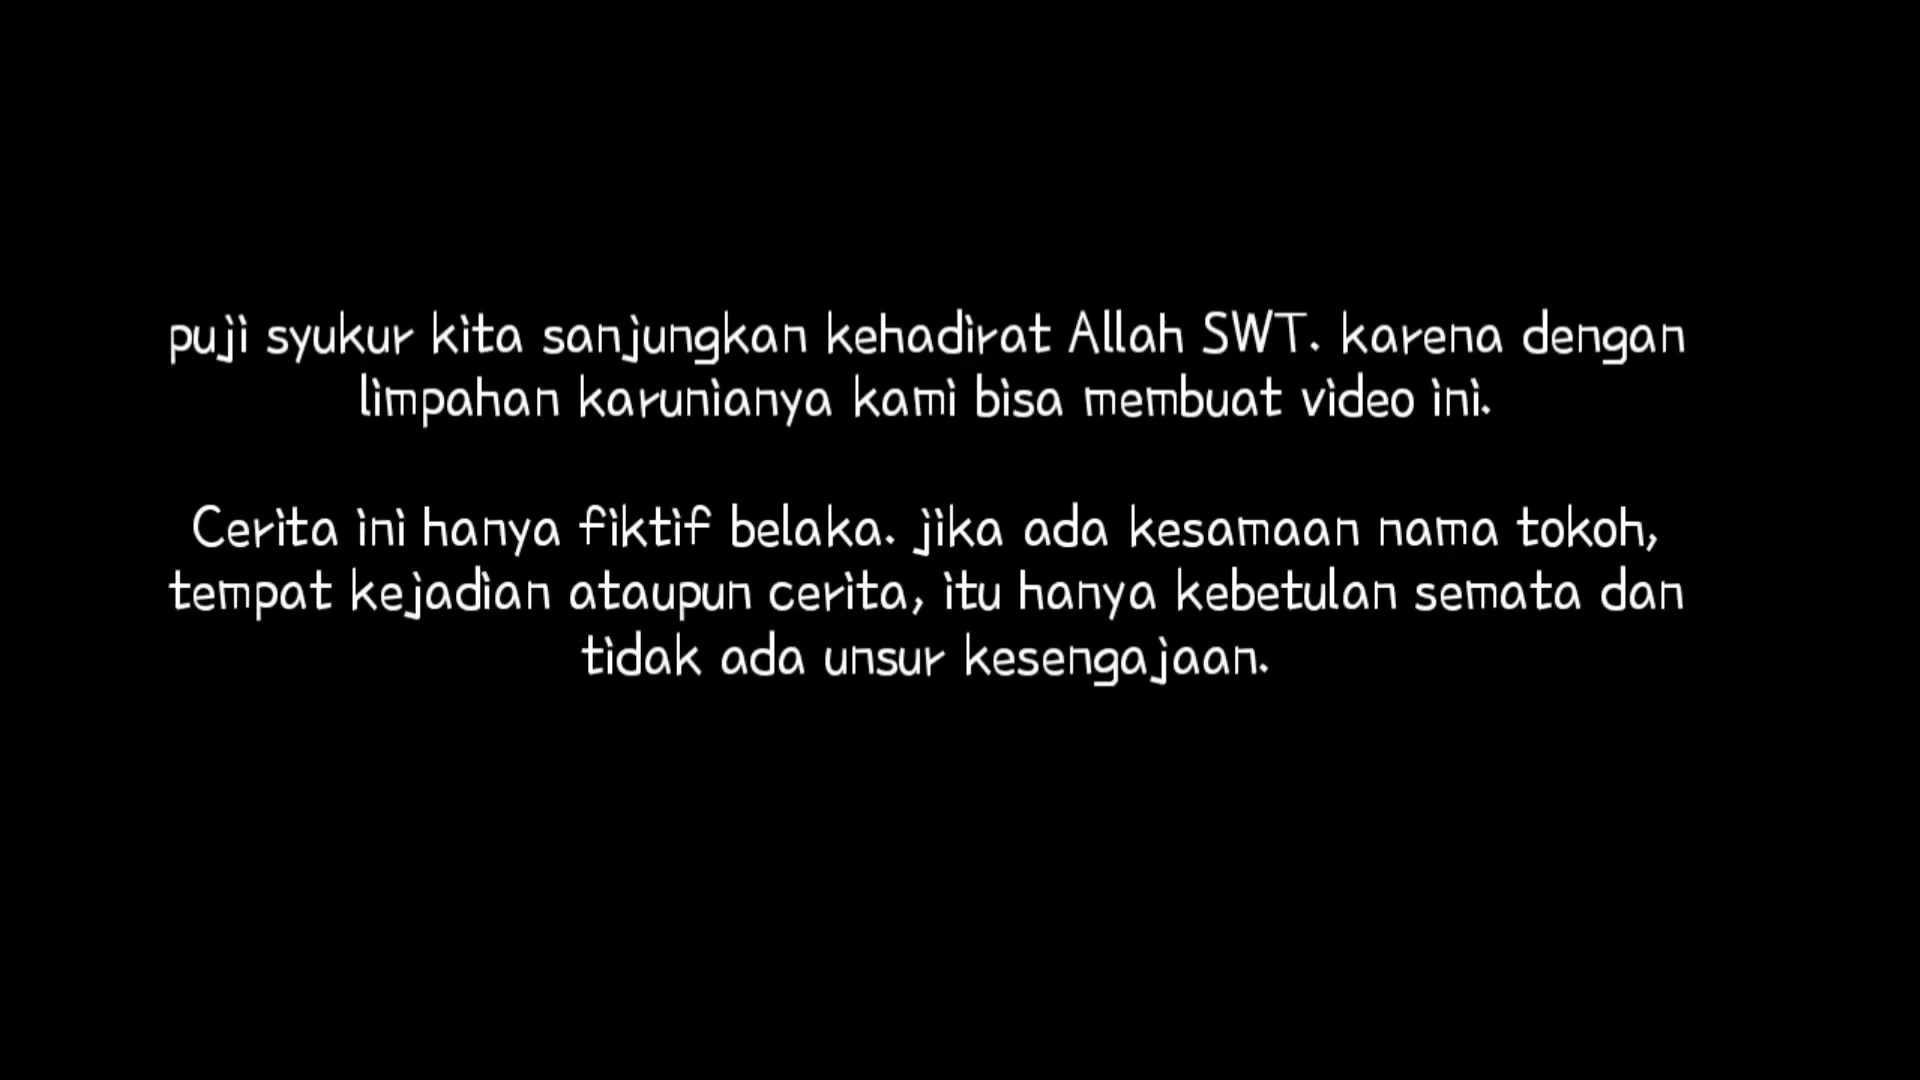 puji syukur kita sanjungkan kehadirat Allah SWT. karena dengan
limpahan karunianya kami bisa membuat video ini.
Cerita ini hanya fiktif belaka. jika ada kesamaan nama tokoh,
tempat kejadian ataupun cerita, itu hanya kebetulan semata dan
tidak ada unsur kesengajaan.